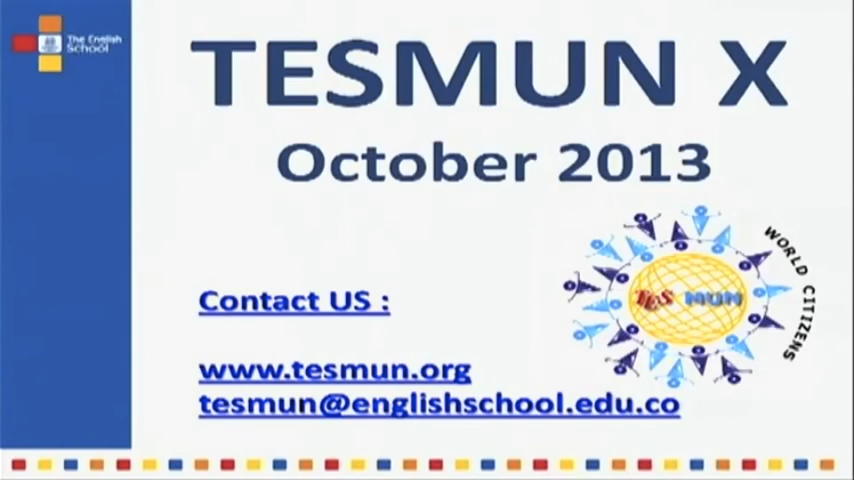 The English
School
TESMUN X
October 2013
WORLD CITIZENS
TES MUN
Contact US :
www.tesmun.org
tesmun@englishschool.edu.co